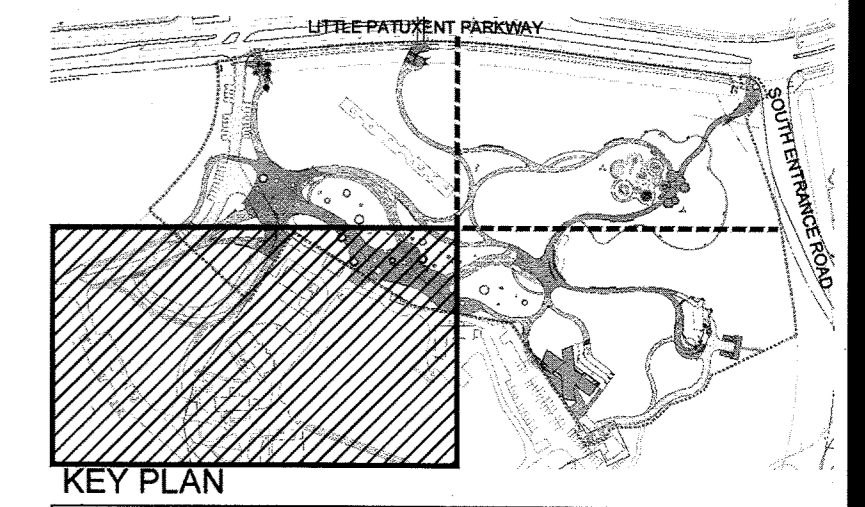 LITTLE PATUXENT PARKWAY
SOUTH ENTRANCE ROAD
KEY PLAN